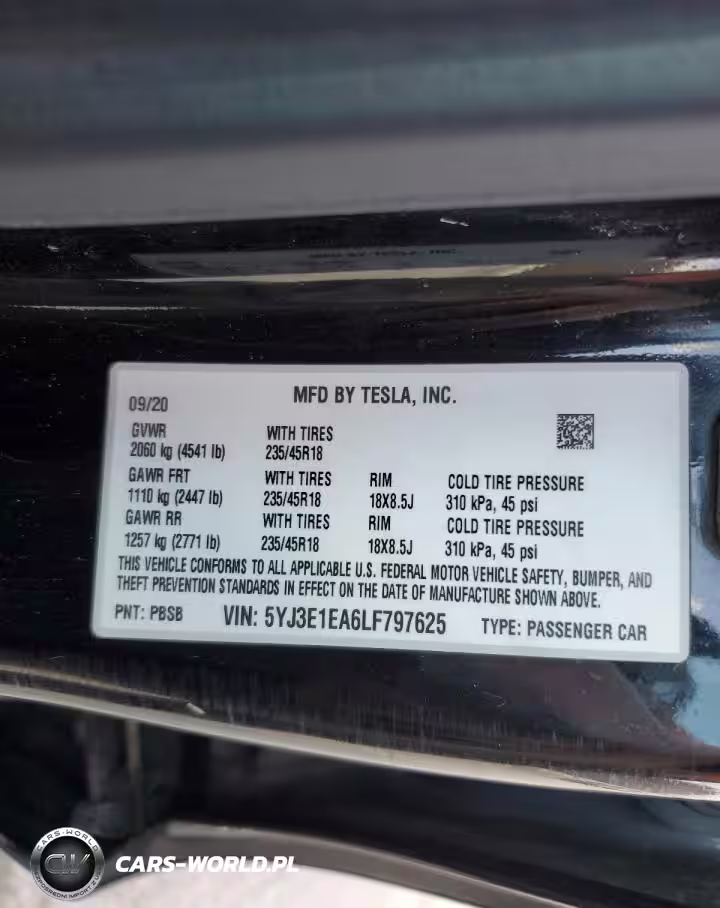 09/20
MFD BY TESLA, INC.
GVWR
2060 kg (4541 lb)
WITH TIRES
235/45R18
GAWR FRT WITH TIRES RIM COLD TIRE PRESSURE
1110 kg (2447 lb) 235/45R18 18X8.5J 310 kPa, 45 psi
GAWR RR WITH TIRES RIM COLD TIRE PRESSURE
1257 kg (2771 lb) 235/45R18 18X8.5J 310 kPa, 45 psi
THIS VEHICLE CONFORMS TO ALL APPLICABLE U.S. FEDERAL MOTOR VEHICLE SAFETY, BUMPER, AND
THEFT PREVENTION STANDARDS IN EFFECT ON THE DATE OF MANUFACTURE SHOWN ABOVE.
PNT: PBSB VIN: 5YJ3E1EA6LF797625 TYPE: PASSENGER CAR
CARS-WORLD
CW
CARS-WORLD.PL